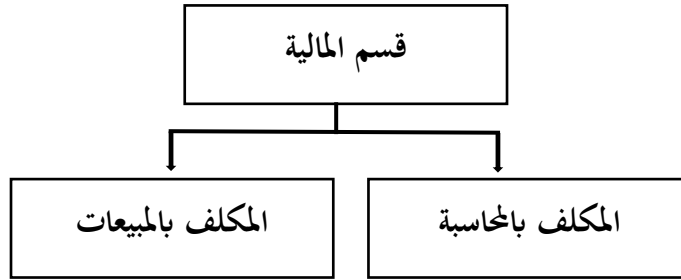 قسم المالية
المكلف بالمحاسبة
المكلف بالمبيعات